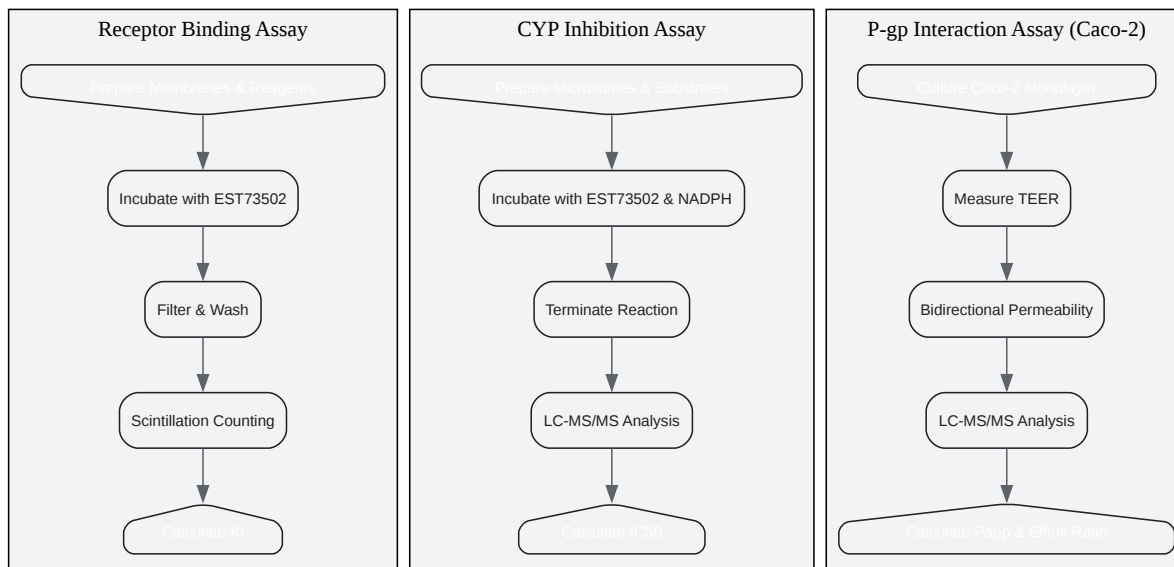 Receptor Binding Assay
Prepare Membranes & Reagents
Incubate with EST73502
Filter & Wash
Scintillation Counting
Calculate Ki
CYP Inhibition Assay
Prepare Microsomes & Substrates
Incubate with EST73502 & NADPH
Terminate Reaction
LC-MS/MS Analysis
Calculate IC50
P-gp Interaction Assay (Caco-2)
Culture Caco-2 Monolayer
Measure TEER
Bidirectional Permeability
LC-MS/MS Analysis
Calculate Papp & Efflux Ratio